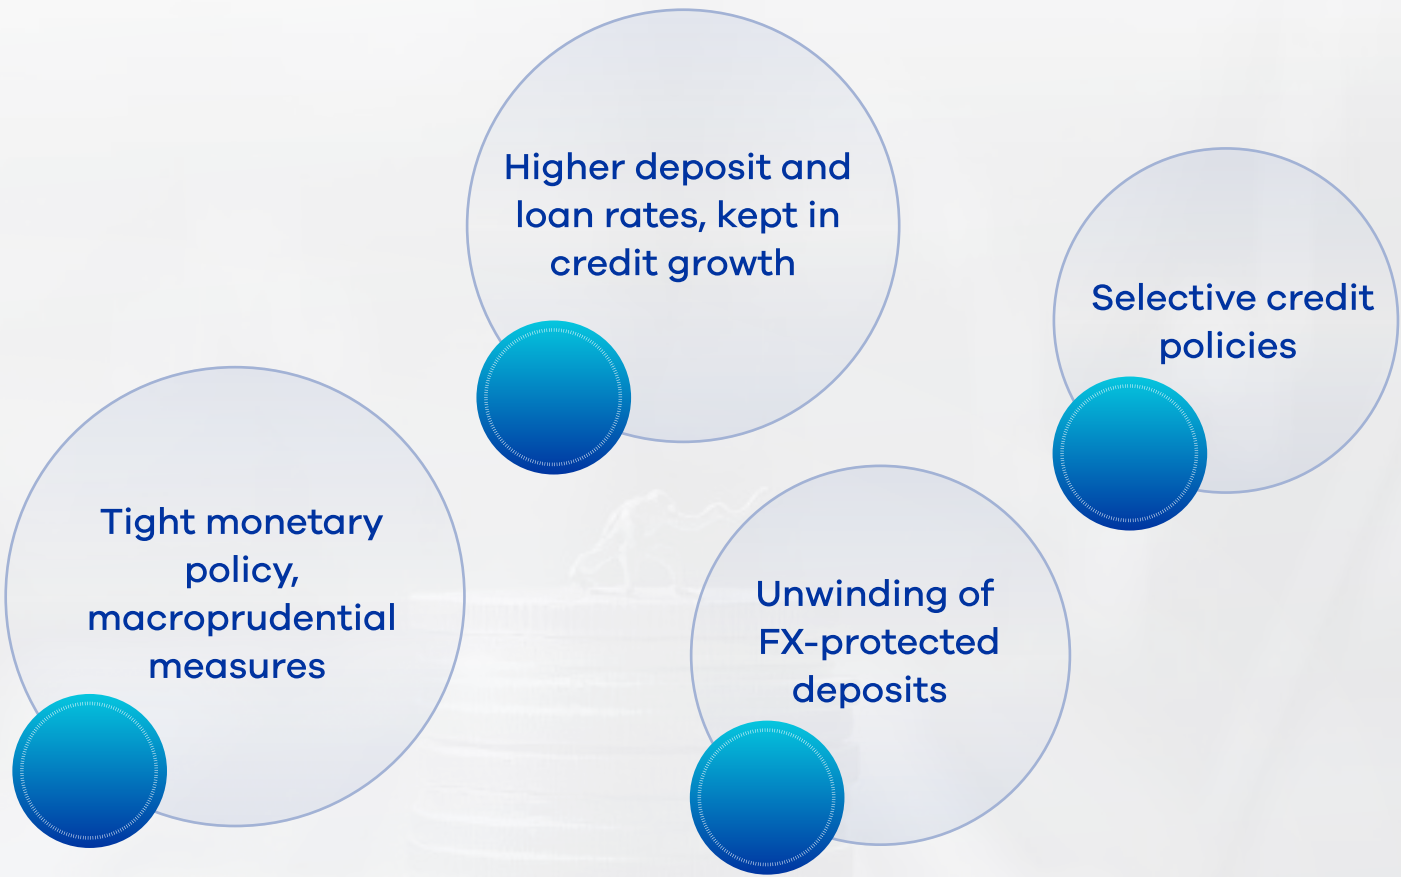 Higher deposit and
loan rates, kept in
credit growth
Selective credit
policies
Tight monetary
policy,
macroprudential
measures
Unwinding of
FX-protected
deposits